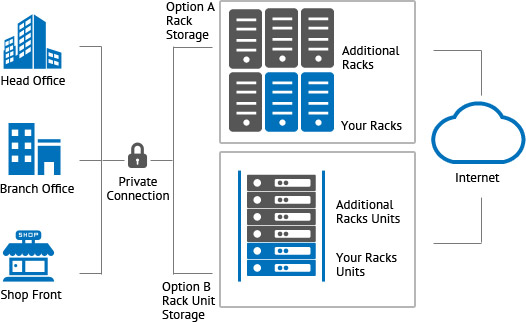 Option A
Rack
Storage
Head Office
Additional
Racks
Your Racks
Branch Office
Private
Connection
Internet
Additional
Racks Units
Your Racks
Units
SHOP
Shop Front
Option B
Rack Unit
Storage